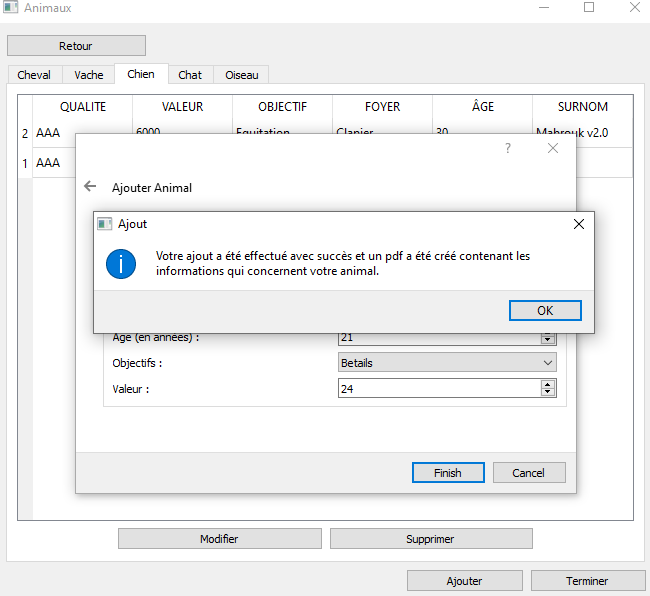 Animaux
Retour
Cheval Vache Chien Chat Oiseau
QUALITE VALEUR OBJECTIF FOYER ÂGE SURNOM
2 AAA 6000 Equitation Clapier 30 Mabrouk v2.0
1 AAA
?
Ajouter Animal
Ajout
Votre ajout a été effectué avec succès et un pdf a été créé contenant les
informations qui concernent votre animal.
OK
Age (en années) : 21
Objectifs : Betails
Valeur : 24
Finish Cancel
Modifier Supprimer
Ajouter Terminer